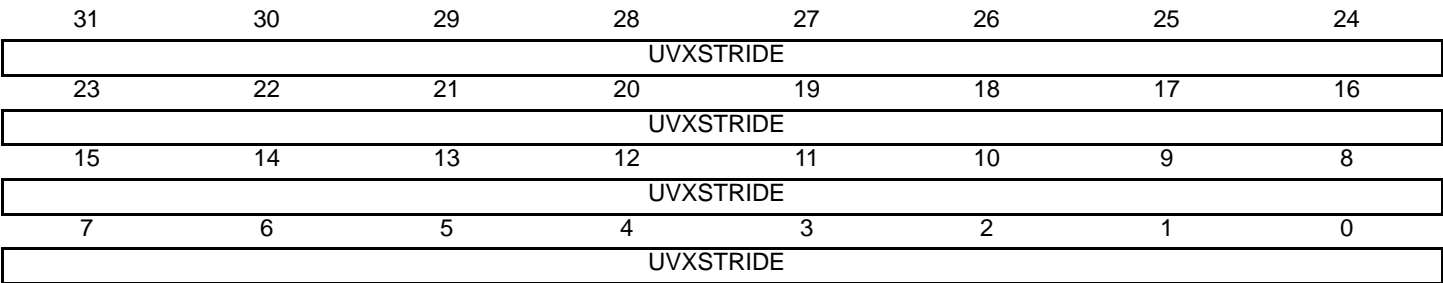 31 30 29 28 27 26 25 24
UVXSTRIDE
23 22 21 20 19 18 17 16
UVXSTRIDE
15 14 13 12 11 10 9 8
UVXSTRIDE
7 6 5 4 3 2 1 0
UVXSTRIDE